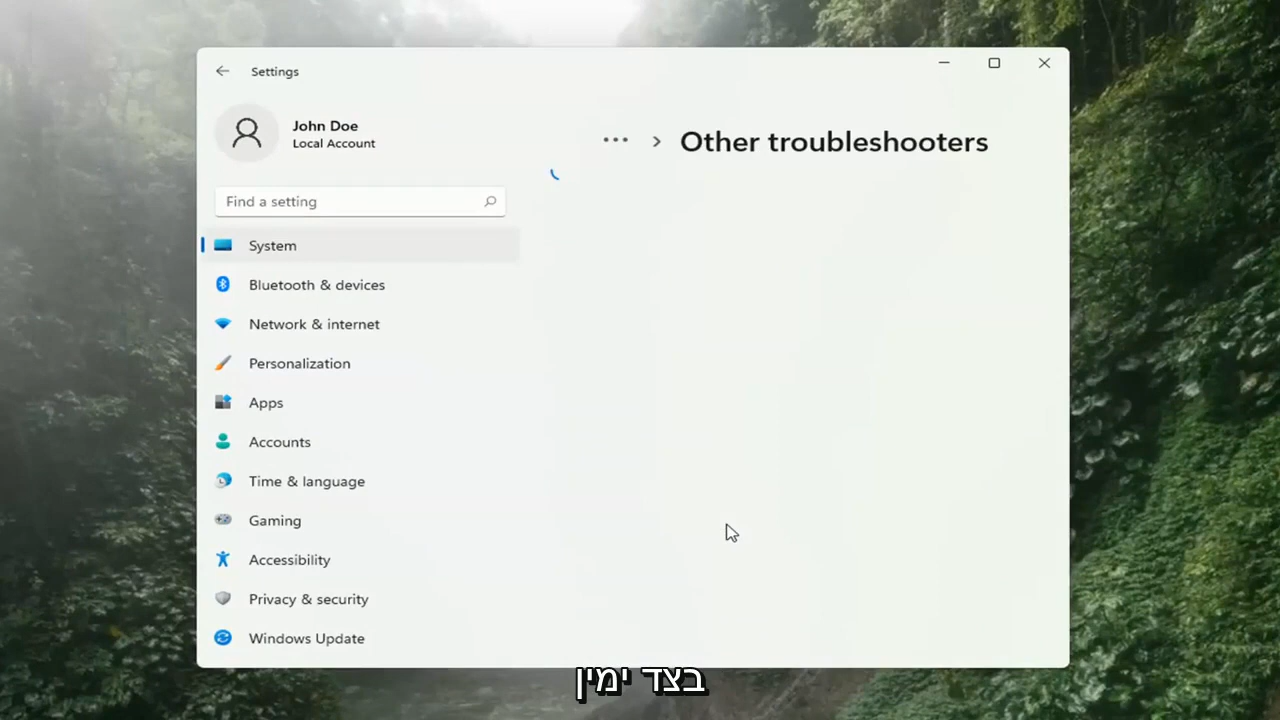 Settings
John Doe
Local Account
Find a setting
System
Bluetooth & devices
Network & internet
Personalization
Apps
Accounts
Time & language
Gaming
Accessibility
Privacy & security
Windows Update
... > Other troubleshooters
בצד ימין